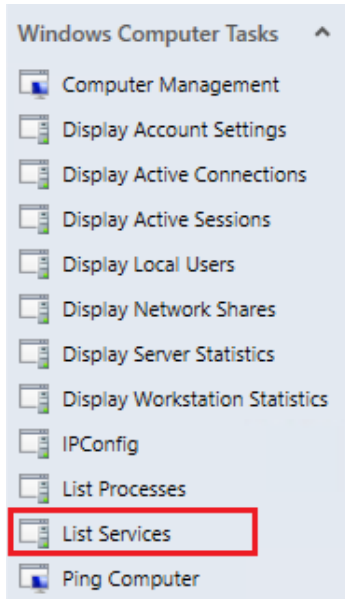 Windows Computer Tasks
Computer Management
Display Account Settings
Display Active Connections
Display Active Sessions
Display Local Users
Display Network Shares
Display Server Statistics
Display Workstation Statistics
IPConfig
List Processes
List Services
Ping Computer